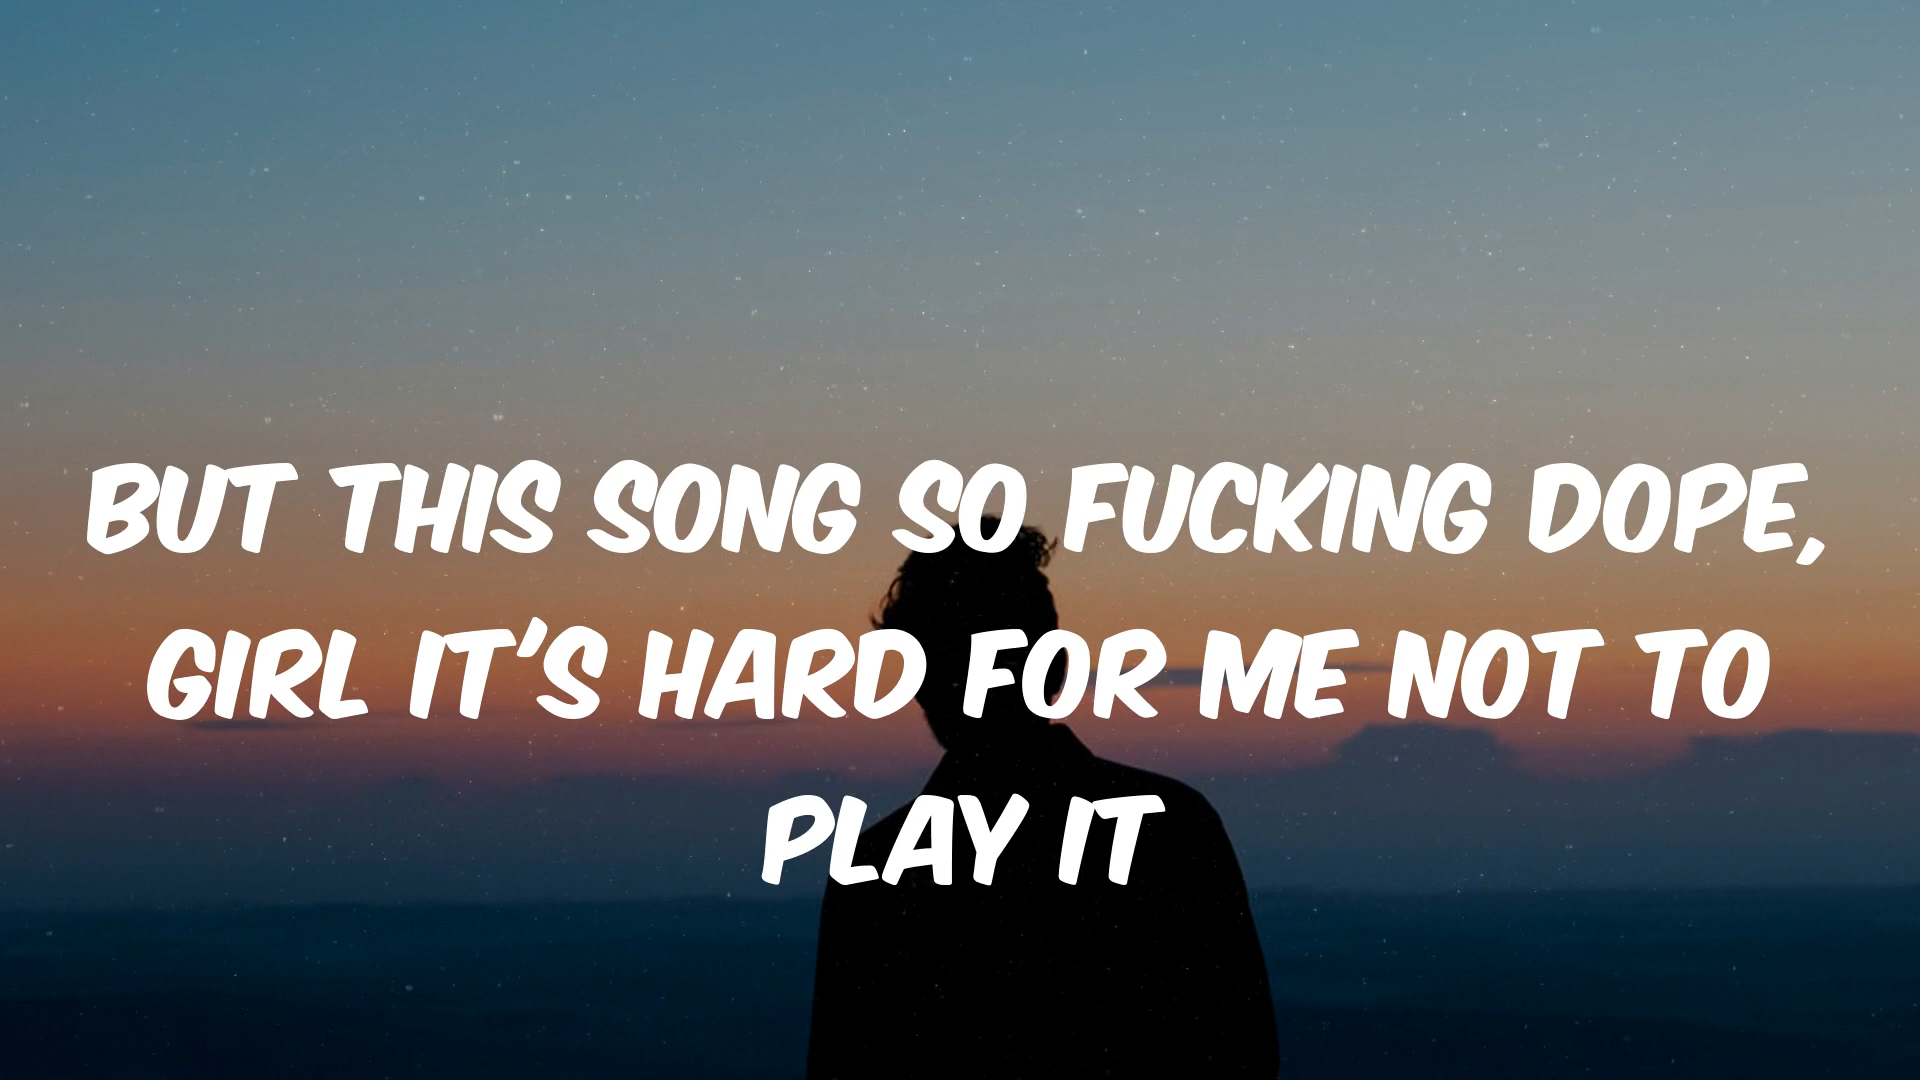 BUT THIS SONG SO FUCKING DOPE,
GIRL IT'S HARD FOR ME NOT TO
PLAY IT